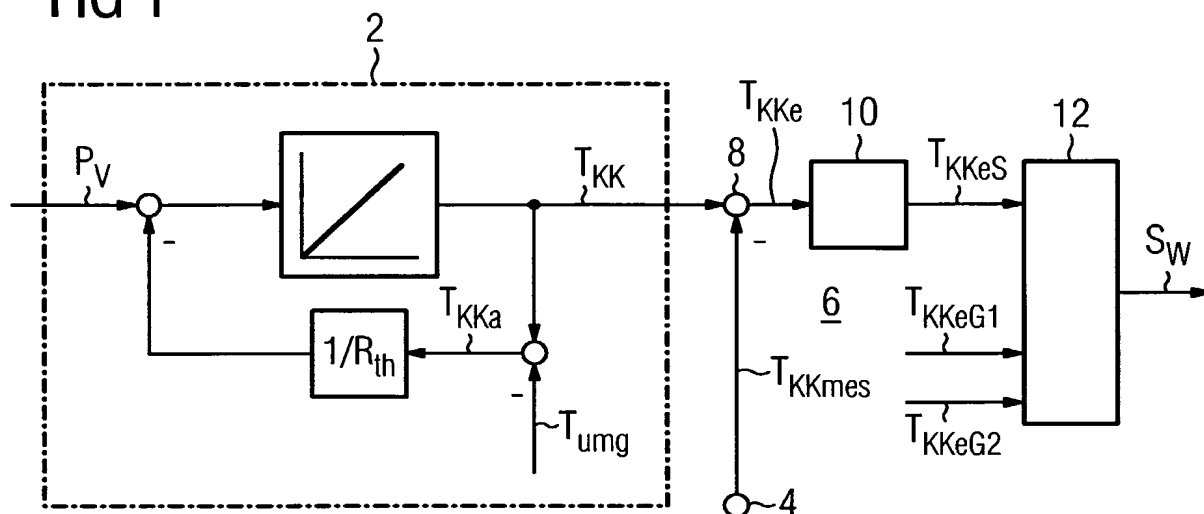 2
P_V
T_KK
T_KKe
8
10
T_KKeS
12
S_W
1/R_th
T_KKa
T_umg
T_KKmes
6
T_KKeG1
T_KKeG2
4
-
-
-